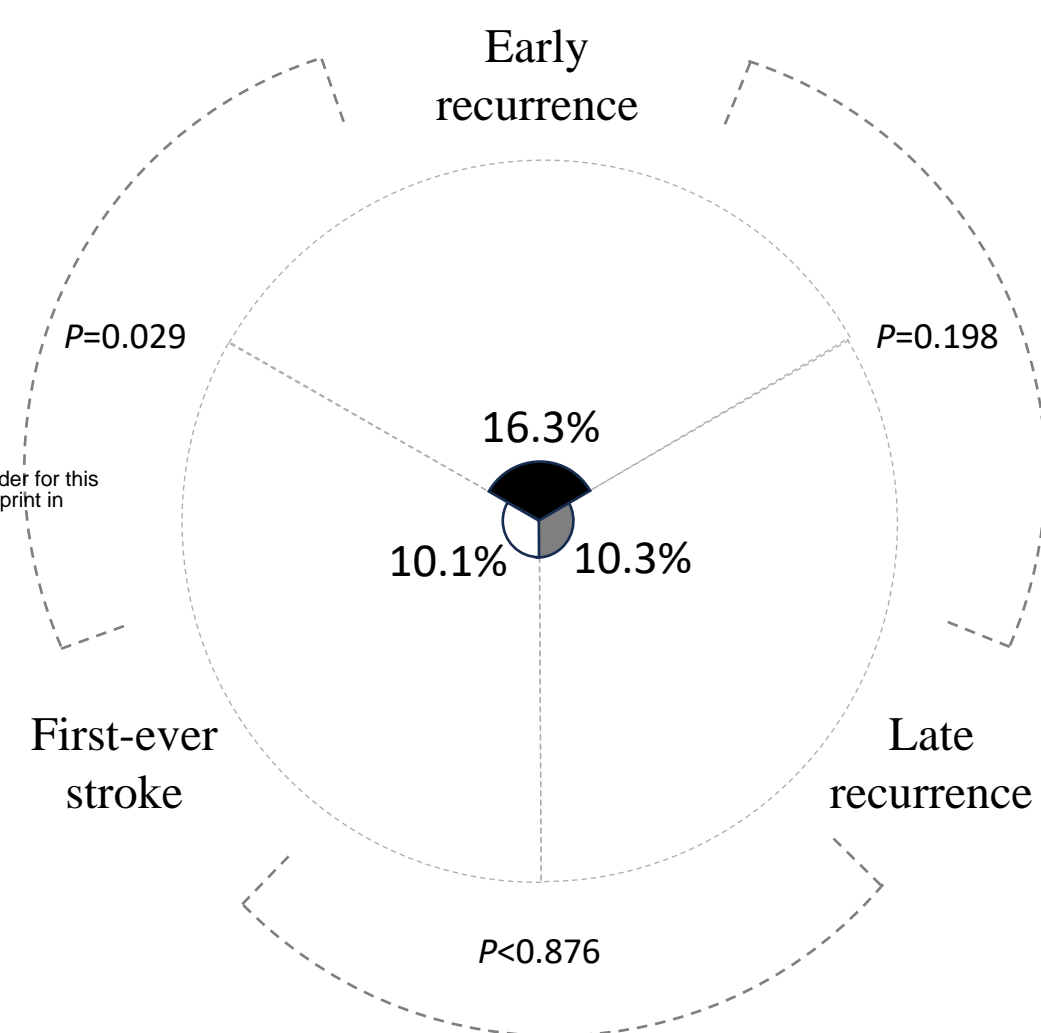 Early
recurrence
P=0.029
P=0.198
16.3%
der for this
print in
10.1%
10.3%
First-ever
stroke
Late
recurrence
P<0.876